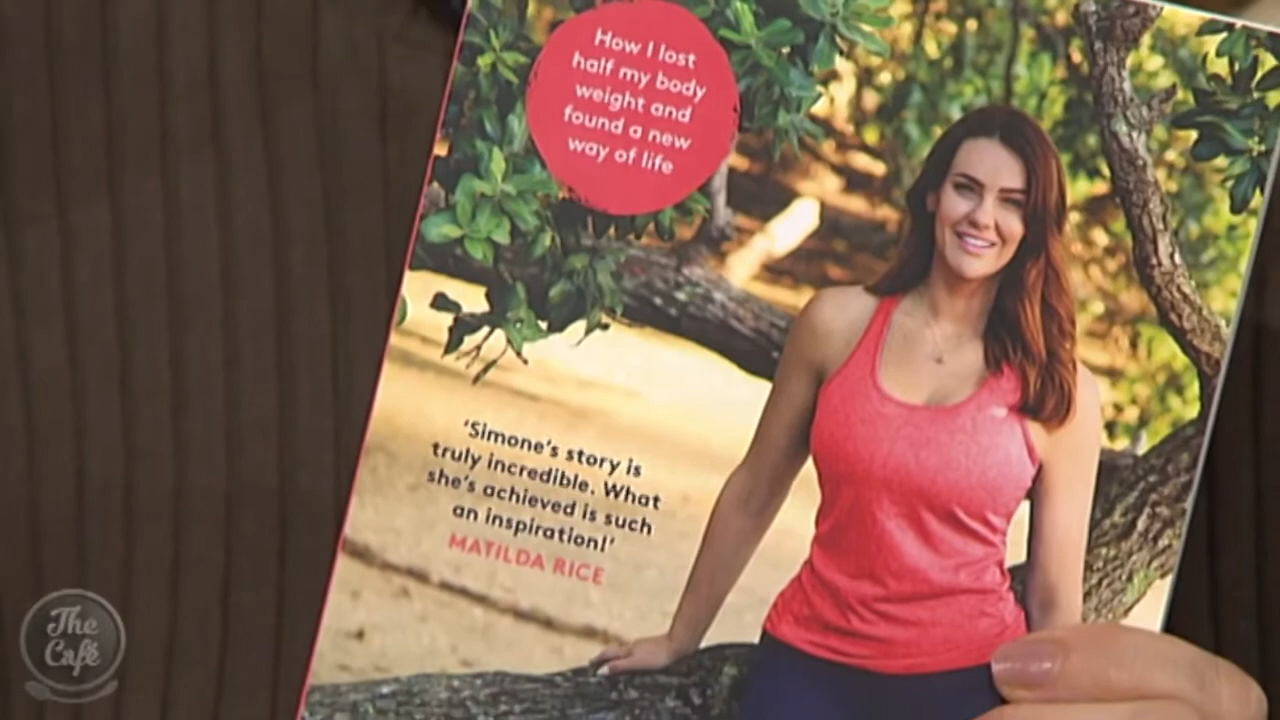 How I lost
half my body
weight and
found a new
way of life
'Simone's story is
truly incredible. What
she's achieved is such
an inspiration!'
MATILDA RICE
The
Café